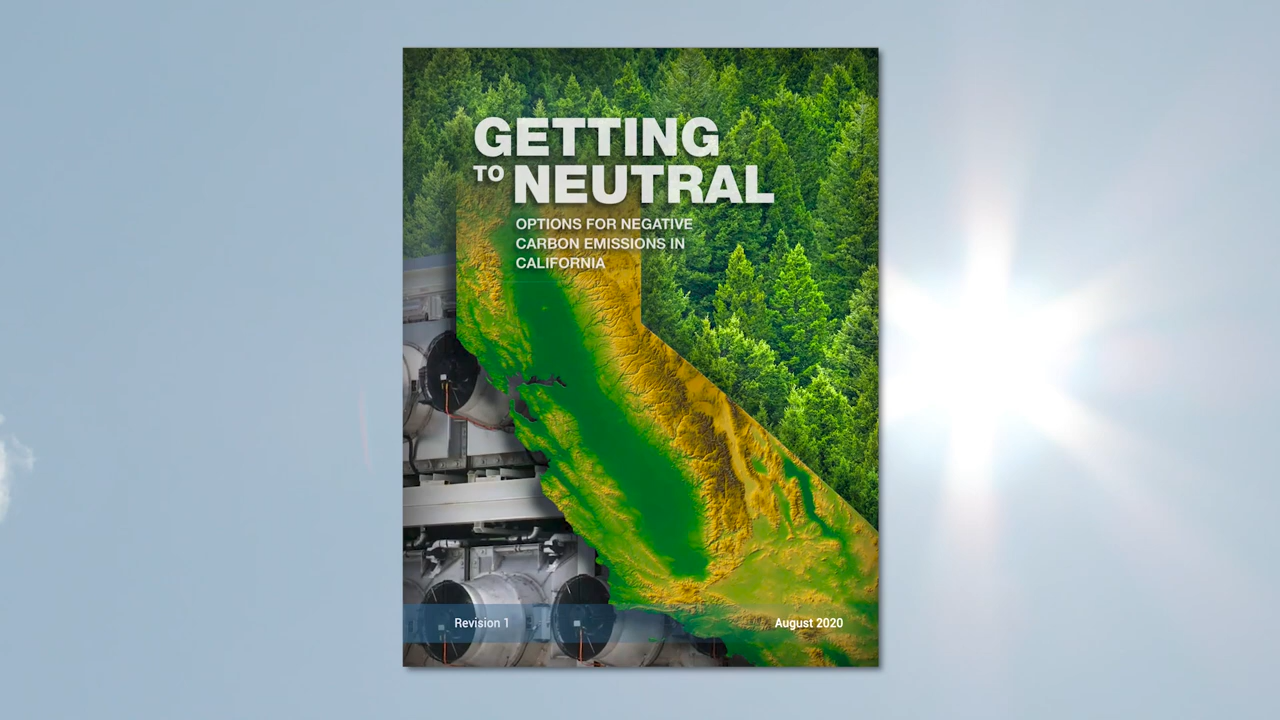 GETTING
TO NEUTRAL
OPTIONS FOR NEGATIVE
CARBON EMISSIONS IN
CALIFORNIA
Revision 1
August 2020